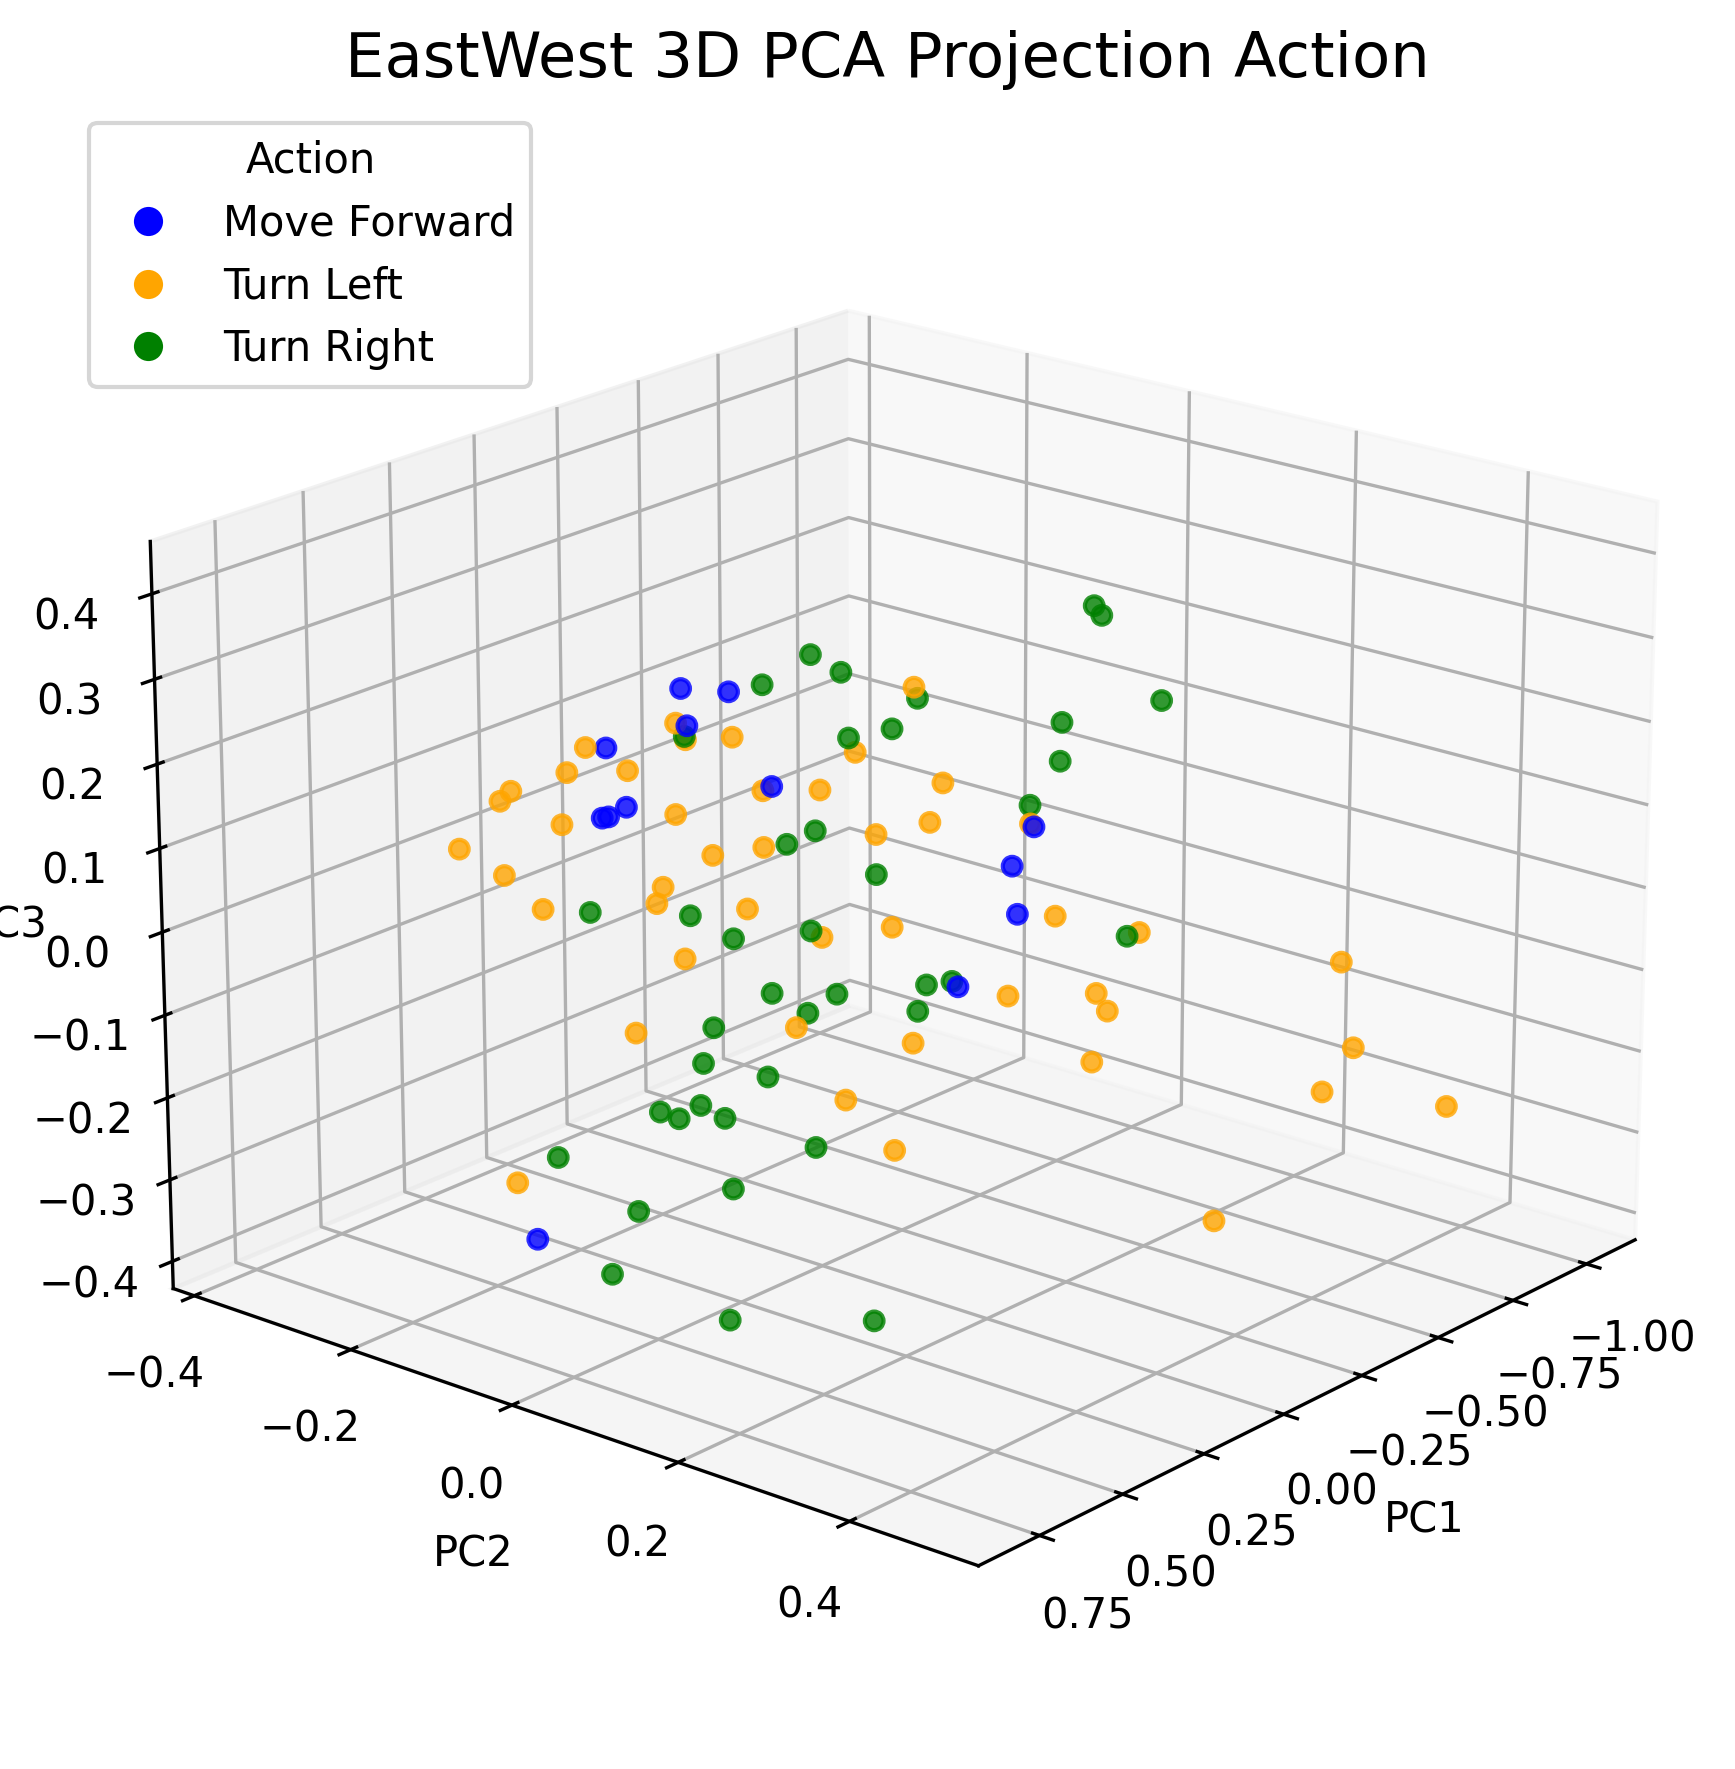 EastWest 3D PCA Projection Action
Action
Move Forward
Turn Left
Turn Right
0.4
0.3
0.2
0.1
C3
0.0
−0.1
−0.2
−0.3
−0.4
−0.4
−0.2
0.0
0.2
0.4
PC2
−1.00
−0.75
−0.50
−0.25
0.00
0.25
0.50
0.75
PC1